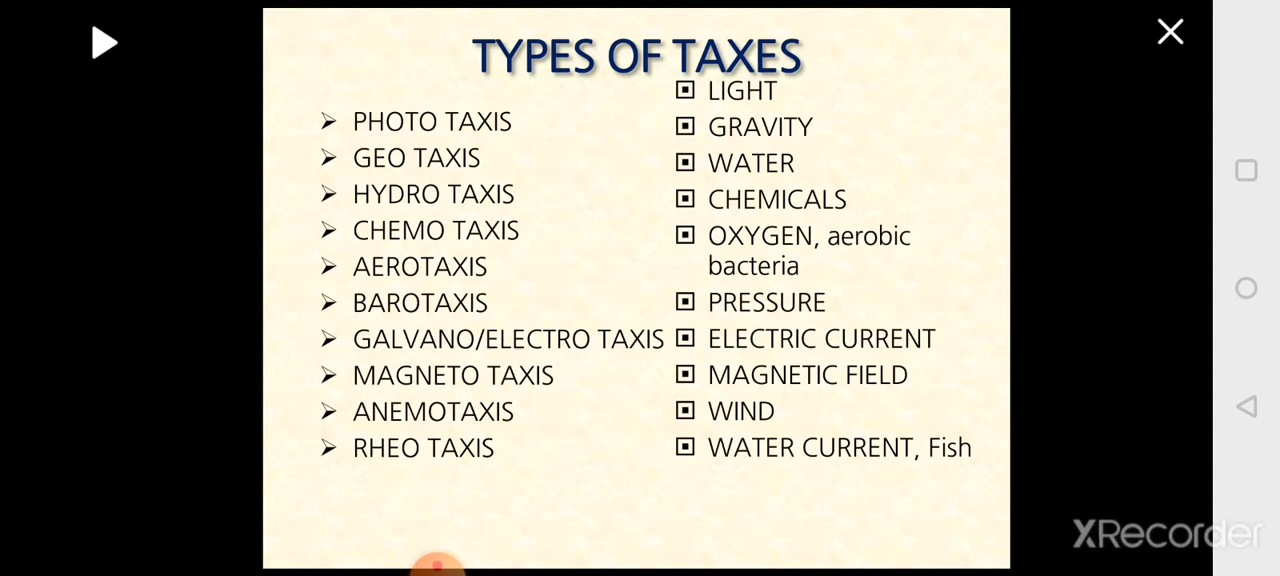 TYPES OF TAXES
PHOTO TAXIS
GEO TAXIS
HYDRO TAXIS
CHEMO TAXIS
AEROTAXIS
BAROTAXIS
GALVANO/ELECTRO TAXIS
MAGNETO TAXIS
ANEMOTAXIS
RHEO TAXIS
LIGHT
GRAVITY
WATER
CHEMICALS
OXYGEN, aerobic
bacteria
PRESSURE
ELECTRIC CURRENT
MAGNETIC FIELD
WIND
WATER CURRENT, Fish
XRecorder